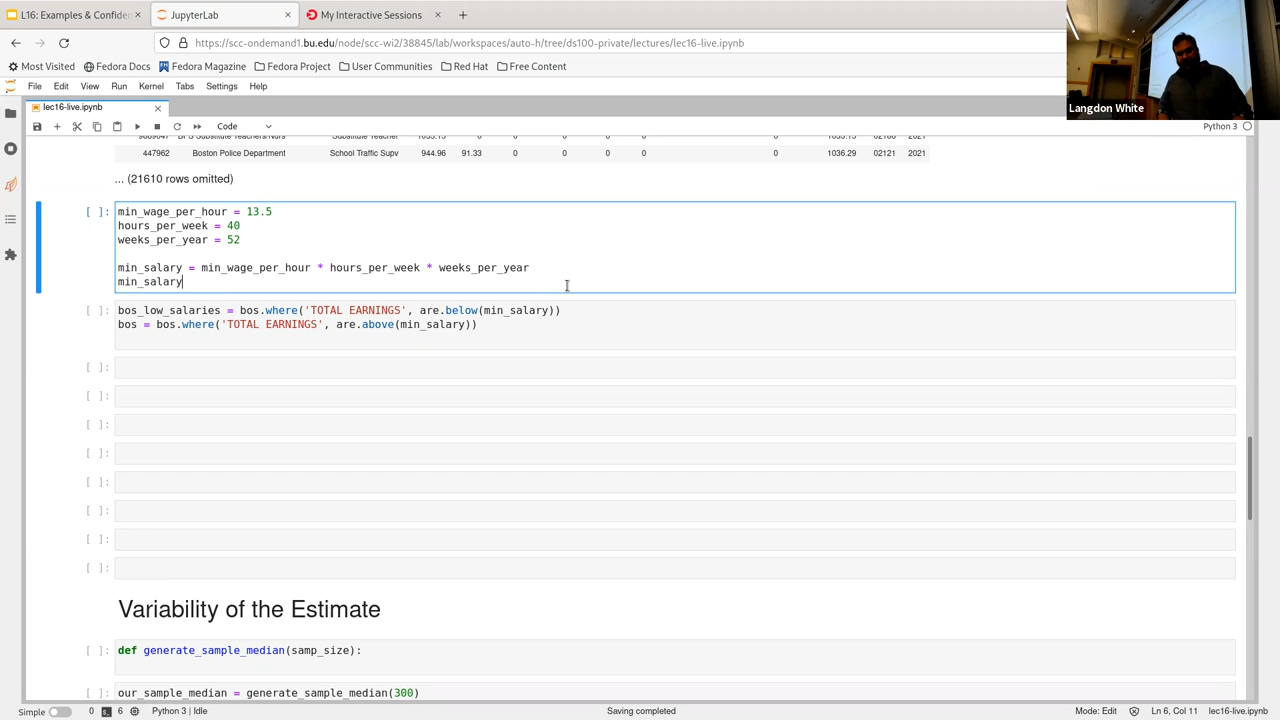 L16: Examples & Confiden
JupyterLab
My Interactive Sessions
https://scc-ondemand1.bu.edu/node/scc-wi2/38845/lab/workspaces/auto-h/tree/ds100-private/lectures/lec16-live.ipynb
Most Visited
Fedora Docs
Fedora Magazine
Fedora Project
User Communities
Red Hat
Free Content
Langdon White
File Edit View Run Kernel Tabs Settings Help
lec16-live.ipynb
Code
Python 3
447962 Boston Police Department School Traffic Supv 944.96 91.33 0 0 0 0 0 1036.29 02121 2021
... (21610 rows omitted)
[ ]: min_wage_per_hour = 13.5
hours_per_week = 40
weeks_per_year = 52
min_salary = min_wage_per_hour * hours_per_week * weeks_per_year
min_salary
[ ]: bos_low_salaries = bos.where('TOTAL EARNINGS', are.below(min_salary))
bos = bos.where('TOTAL EARNINGS', are.above(min_salary))
[ ]:
[ ]:
[ ]:
[ ]:
[ ]:
[ ]:
[ ]:
[ ]:
Variability of the Estimate
[ ]: def generate_sample_median(samp_size):
[ ]: our_sample_median = generate_sample_median(300)
Simple 0 6 Python 3 | Idle Saving completed Mode: Edit Ln 6, Col 11 lec16-live.ipynb